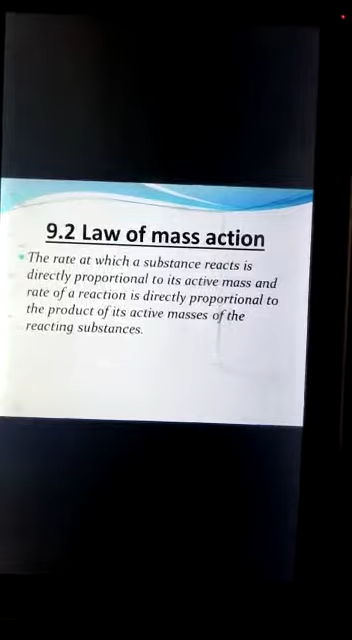 9.2 Law of mass action
The rate at which a substance reacts is
directly proportional to its active mass and
rate of a reaction is directly proportional to
the product of its active masses of the
reacting substances.